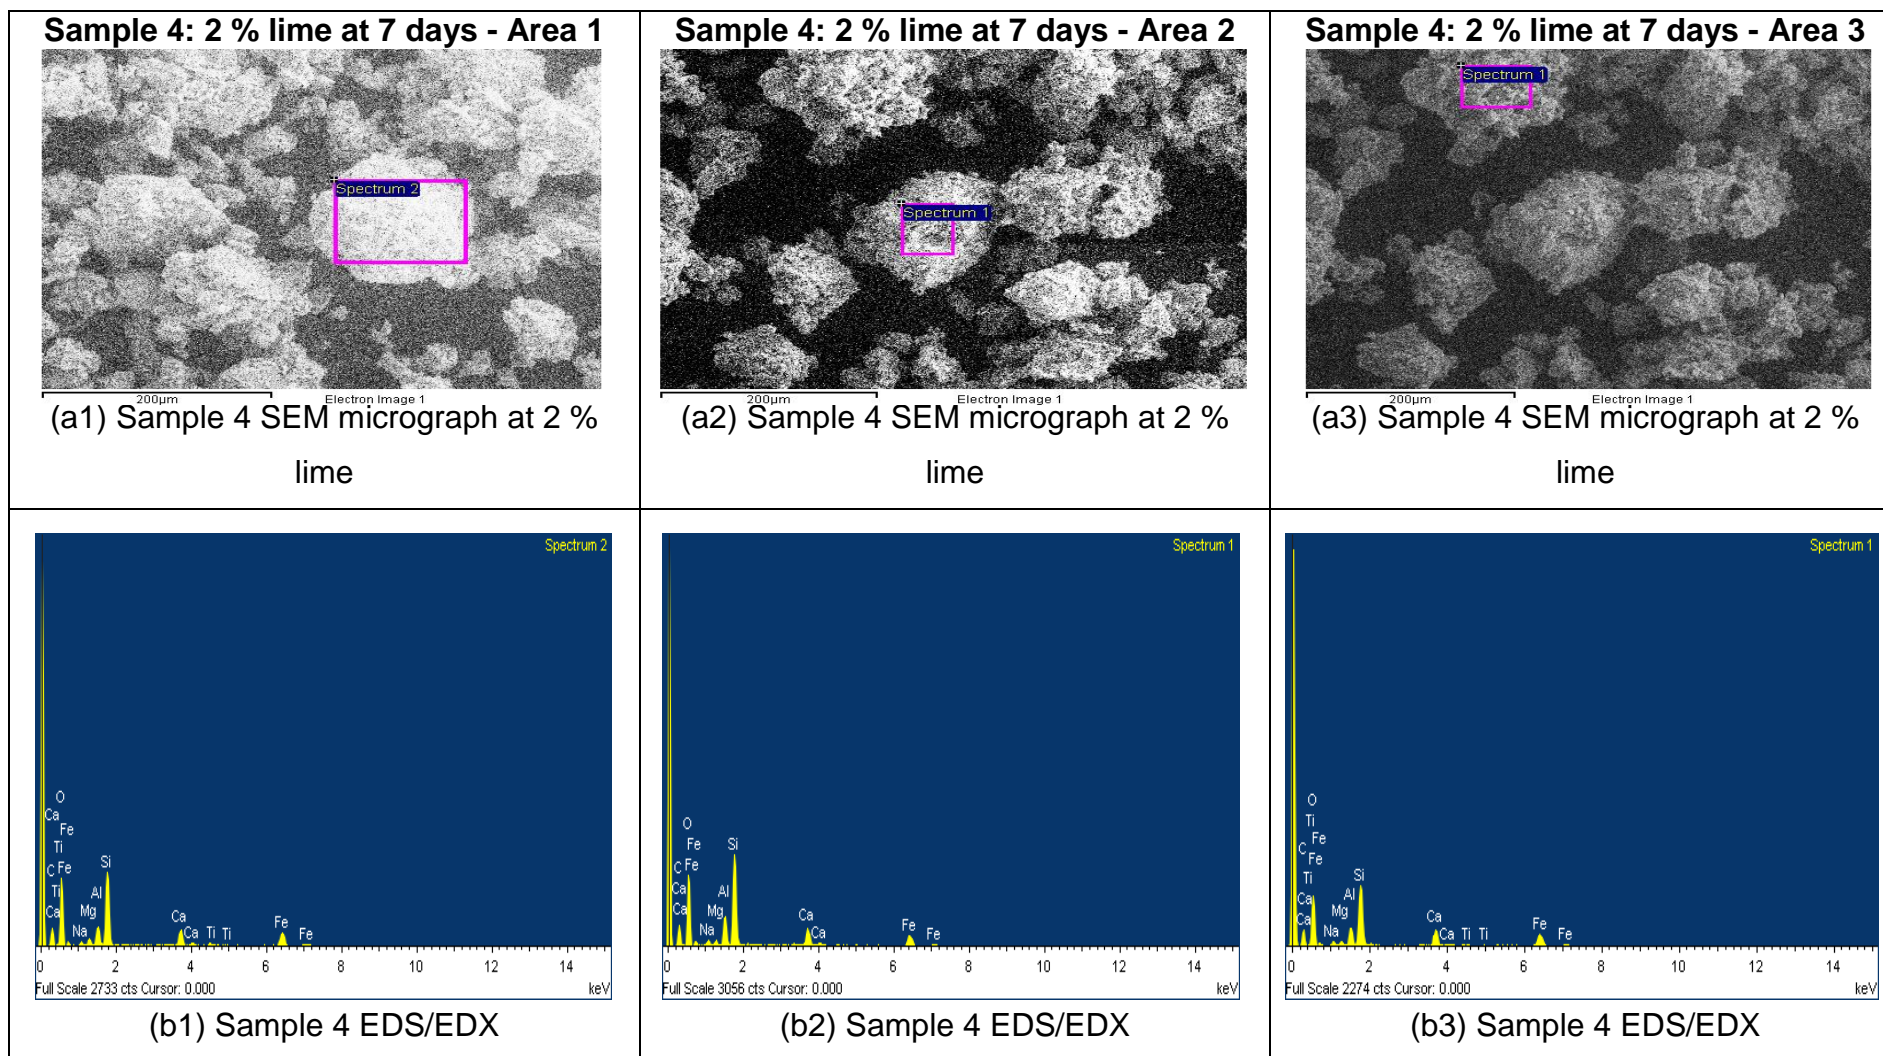 Sample 4: 2 % lime at 7 days - Area 1
Spectrum 2
200µm
Electron Image 1
(a1) Sample 4 SEM micrograph at 2 %
lime
Sample 4: 2 % lime at 7 days - Area 2
Spectrum 1
200µm
Electron Image 1
(a2) Sample 4 SEM micrograph at 2 %
lime
Sample 4: 2 % lime at 7 days - Area 3
Spectrum 1
200µm
Electron Image 1
(a3) Sample 4 SEM micrograph at 2 %
lime
Spectrum 2
O
Ca
Fe
Ti
C Fe
Si
Ti Al
Ca Mg
Na
Ca
Ca Ti Ti
Fe
Fe
0 2 4 6 8 10 12 14
Full Scale 2733 cts Cursor: 0.000 keV
(b1) Sample 4 EDS/EDX
Spectrum 1
O
Fe
Si
C Fe
Ca Al
Ca Mg
Na
Ca
Ca
Fe
Fe
0 2 4 6 8 10 12 14
Full Scale 3056 cts Cursor: 0.000 keV
(b2) Sample 4 EDS/EDX
Spectrum 1
O
Ti
Fe
C
Fe
Si
Ti
Ca Al
Ca Mg
Na
Ca
Ca Ti Ti
Fe
Fe
0 2 4 6 8 10 12 14
Full Scale 2274 cts Cursor: 0.000 keV
(b3) Sample 4 EDS/EDX